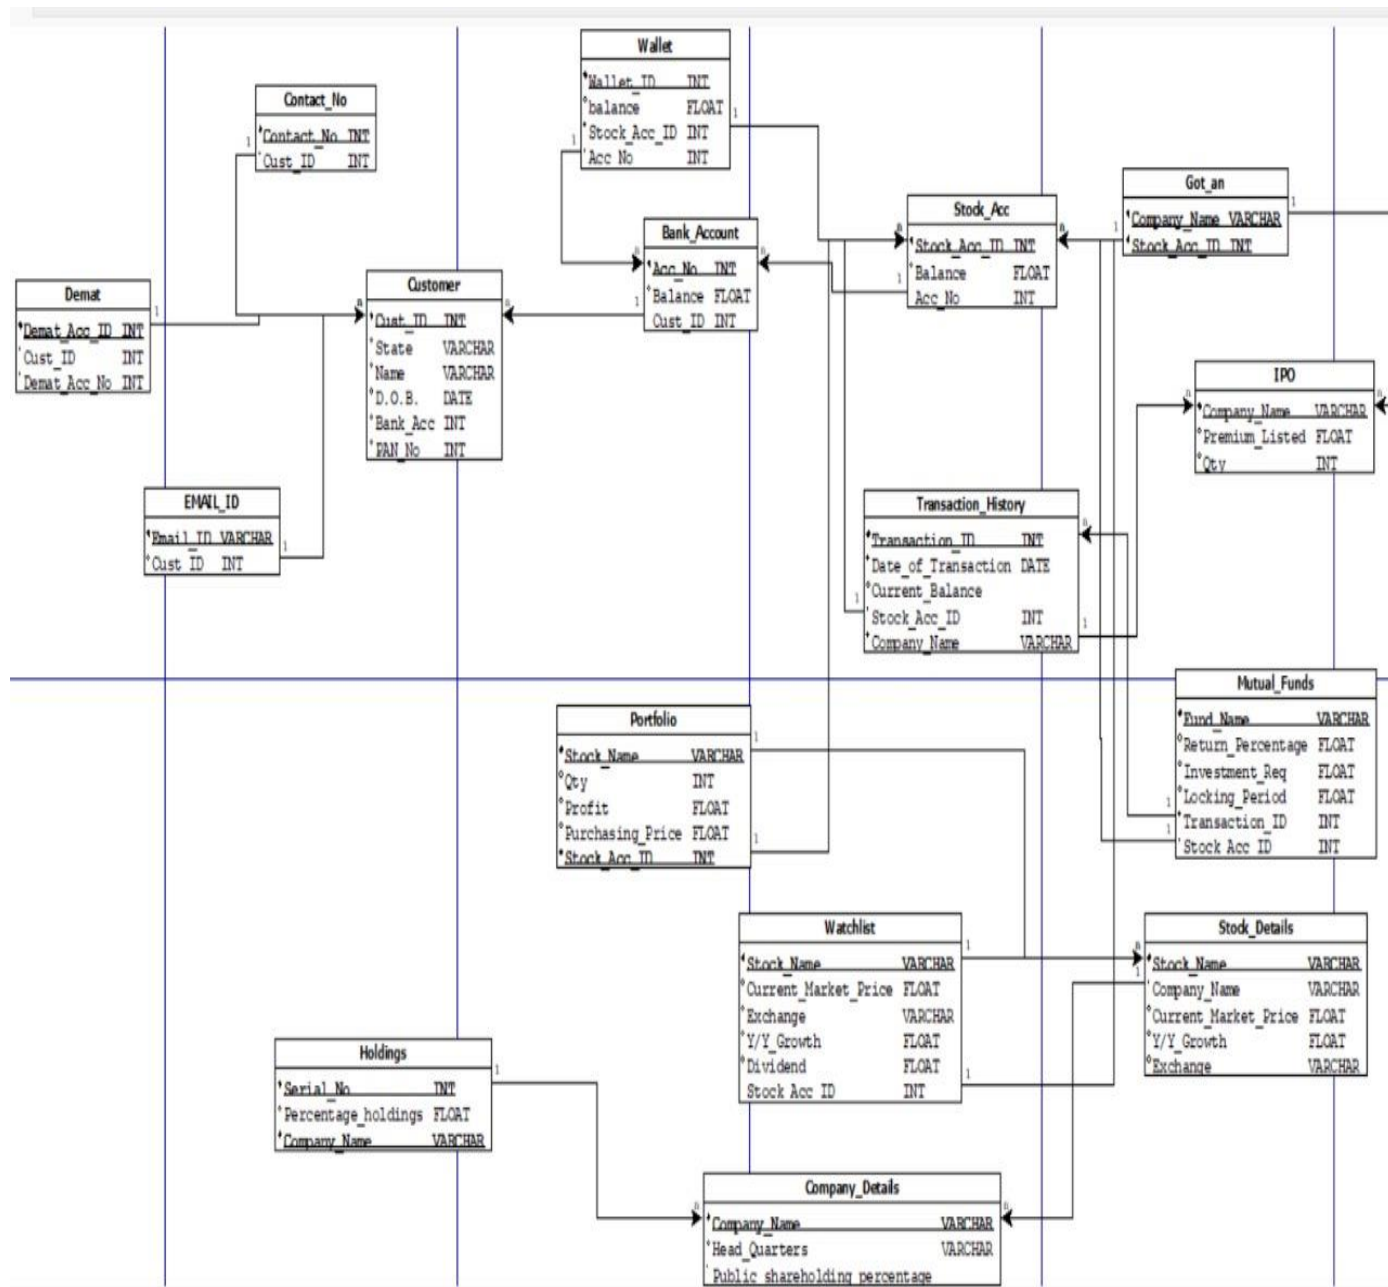 Wallet
Wallet_ID INT
balance FLOAT
Stock_Acc_ID INT
Acc_No INT
Contact_No
Contact_No INT
Cust_ID INT
Got_an
Company_Name VARCHAR
Stock_Acc_ID INT
Stock_Acc
Stock_Acc_ID INT
Balance FLOAT
Acc_No INT
Bank_Account
Acc_No INT
Balance FLOAT
Cust_ID INT
Demat
Demat_Acc_ID INT
Cust_ID INT
Demat_Acc_No INT
Customer
Cust_ID INT
State VARCHAR
Name VARCHAR
D.O.B. DATE
Bank_Acc INT
PAN_No INT
IPO
Company_Name VARCHAR
Premium_Listed FLOAT
Qty INT
EMAIL_ID
Email_ID VARCHAR
Cust_ID INT
Transaction_History
Transaction_ID INT
Date_of_Transaction DATE
Current_Balance
Stock_Acc_ID INT
Company_Name VARCHAR
Mutual_Funds
Fund_Name VARCHAR
Return_Percentage FLOAT
Investment_Req FLOAT
Locking_Period FLOAT
Transaction_ID INT
Stock_Acc_ID INT
Portfolio
Stock_Name VARCHAR
Qty INT
Profit FLOAT
Purchasing_Price FLOAT
Stock_Acc_ID INT
Watchlist
Stock_Name VARCHAR
Current_Market_Price FLOAT
Exchange VARCHAR
Y/Y_Growth FLOAT
Dividend FLOAT
Stock_Acc_ID INT
Stock_Details
Stock_Name VARCHAR
Company_Name VARCHAR
Current_Market_Price FLOAT
Y/Y_Growth FLOAT
Exchange VARCHAR
Holdings
Serial_No INT
Percentage_holdings FLOAT
Company_Name VARCHAR
Company_Details
Company_Name VARCHAR
Head_Quarters VARCHAR
Public_shareholding_percentage